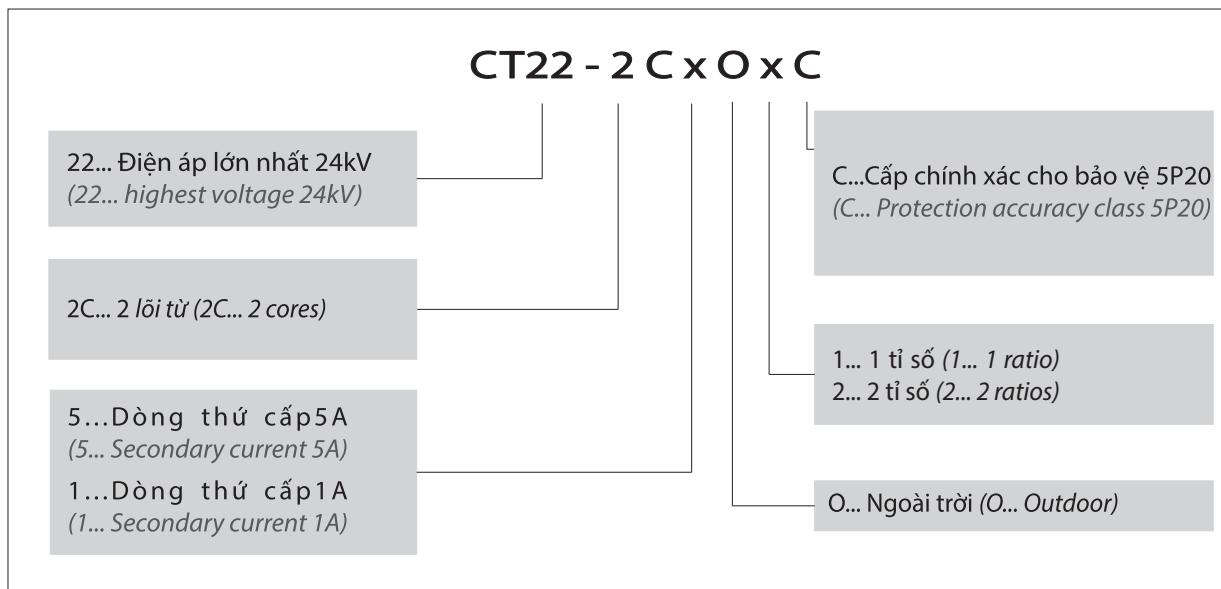 CT22 - 2 C x O x C
22... Điện áp lớn nhất 24kV
(22... highest voltage 24kV)
2C... 2 lõi từ (2C... 2 cores)
5...Dòng thứ cấp5A
(5... Secondary current 5A)
1...Dòng thứ cấp1A
(1... Secondary current 1A)
C...Cấp chính xác cho bảo vệ 5P20
(C... Protection accuracy class 5P20)
1... 1 tỉ số (1... 1 ratio)
2... 2 tỉ số (2... 2 ratios)
O... Ngoài trời (O... Outdoor)